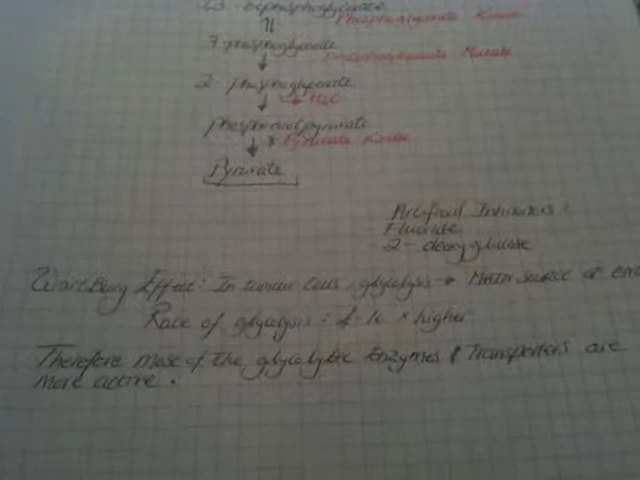 1,3-bisphosphoglycerate
Phosphoglycerate Kinase
3-phosphoglycerate
Phosphoglycerate Mutase
2-phosphoglycerate
→ H2O
phosphoenolpyruvate
* Pyruvate Kinase
Pyruvate
Artificial Inhibitors:
- Fluoride
2-deoxyglucose
Warburg Effect: In tumour cells glycolysis → Main source of en
Rate of glycolysis: × higher
Therefore most of the glycolytic Enzymes & Transporters are
more active.